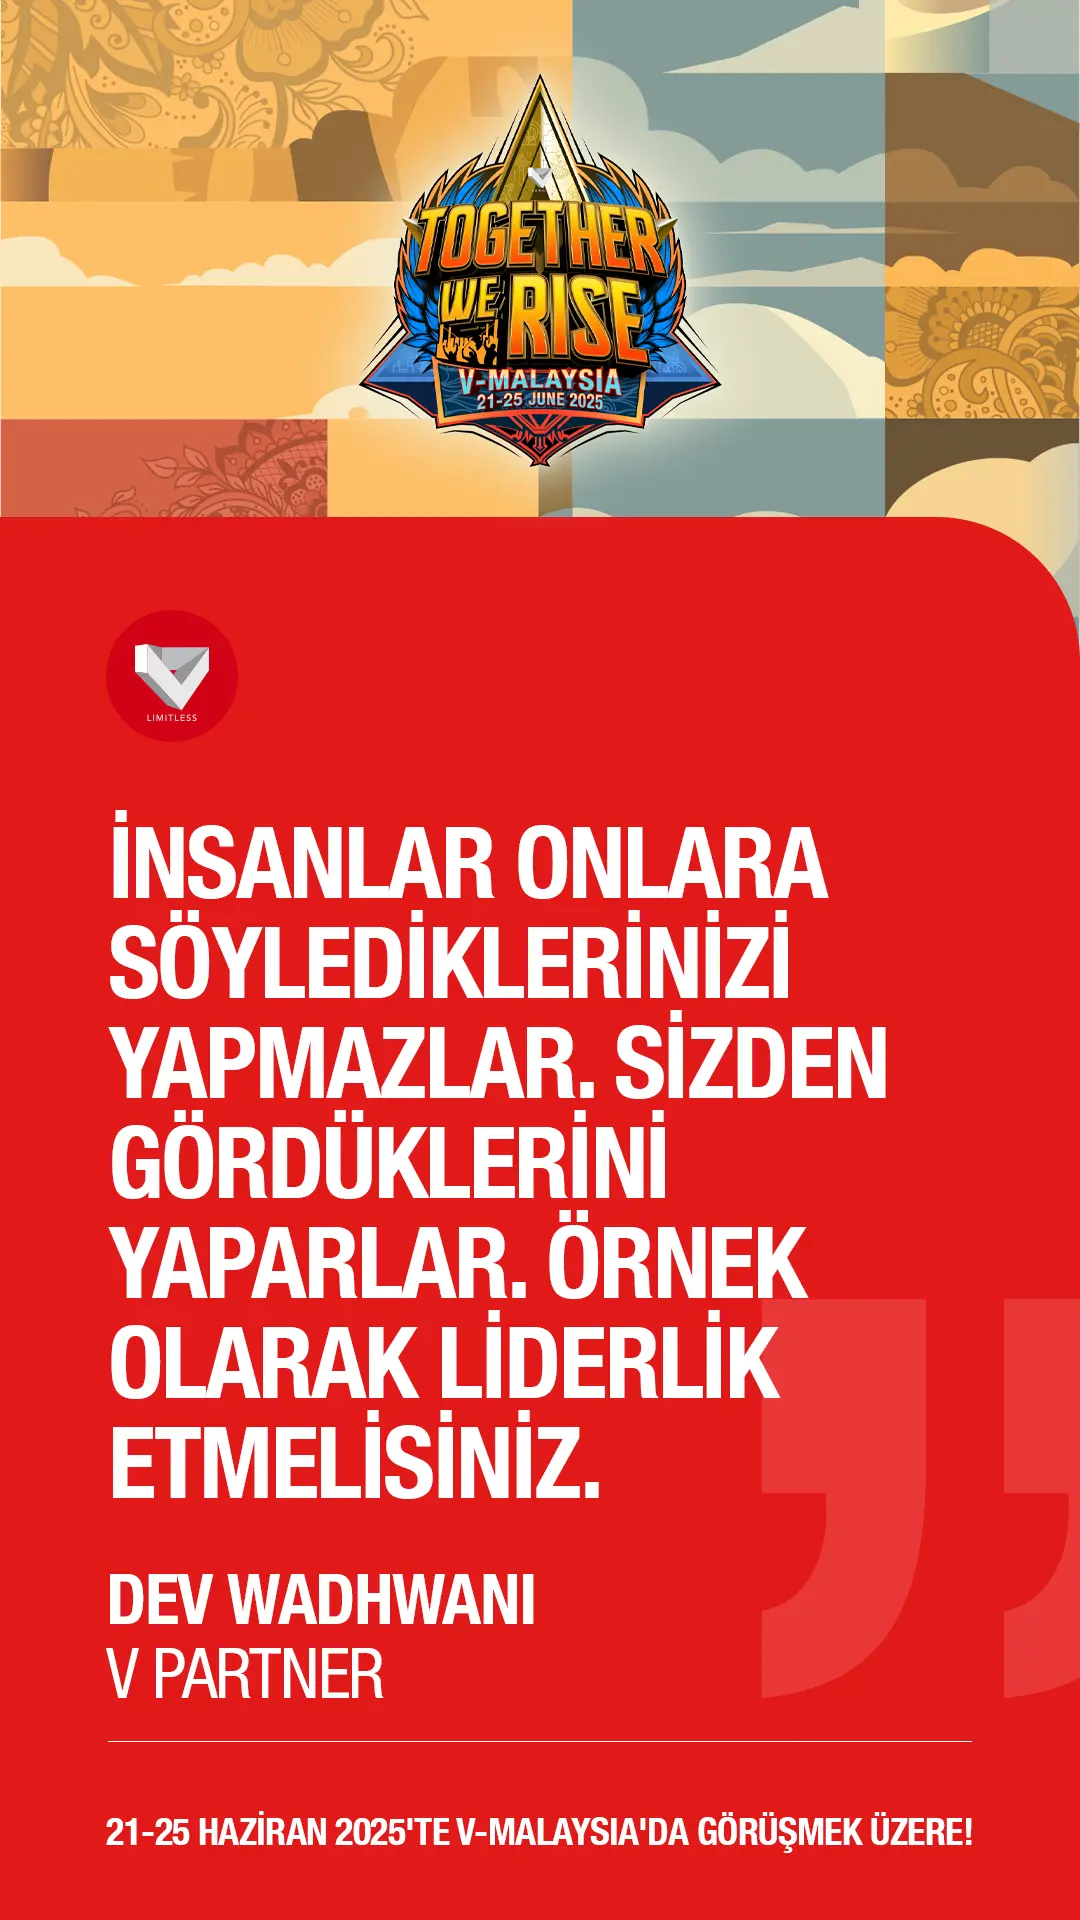 TOGETHER
WE RISE
V-MALAYSIA
21-25 JUNE 2025
LIMITLESS
İNSANLAR ONLARA
SÖYLEDİKLERİNİZİ
YAPMAZLAR. SİZDEN
GÖRDÜKLERİNİ
YAPARLAR. ÖRNEK
OLARAK LİDERLİK
ETMELİSİNİZ.
DEV WADHWANI
V PARTNER
21-25 HAZİRAN 2025'TE V-MALAYSIA'DA GÖRÜŞMEK ÜZERE!